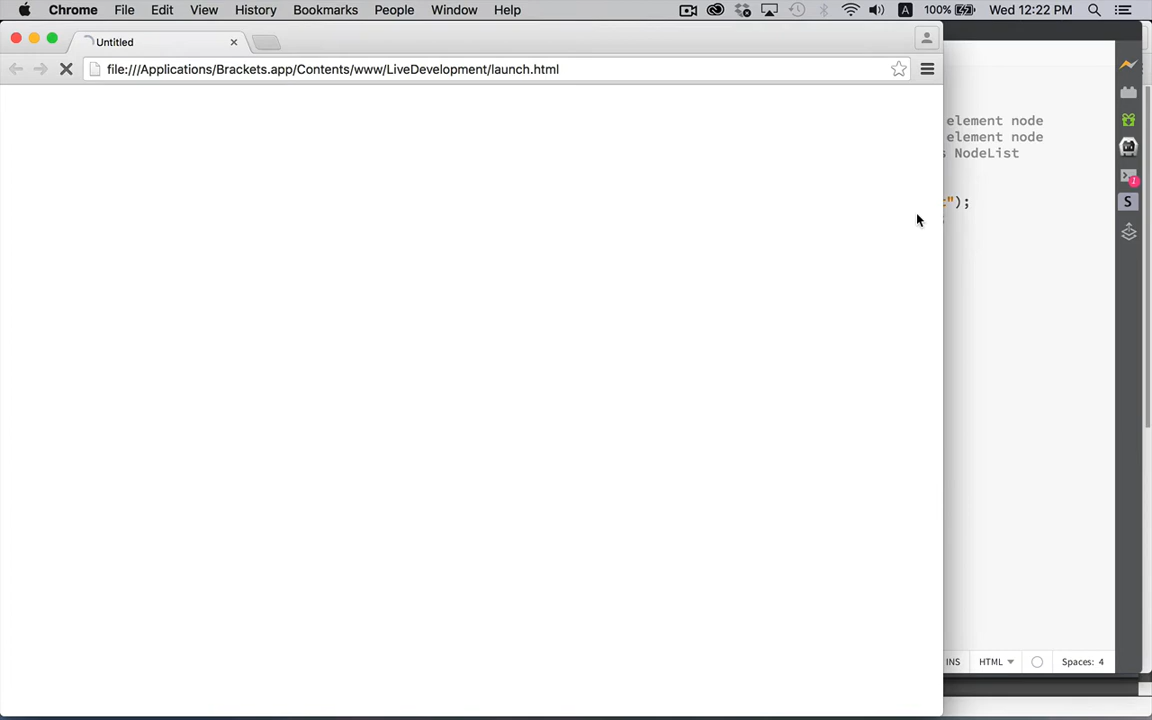 Chrome File Edit View History Bookmarks People Window Help A 100% Wed 12:22 PM
Untitled
file:///Applications/Brackets.app/Contents/www/LiveDevelopment/launch.html
element node
element node
NodeList
");
1
S
INS HTML Spaces: 4